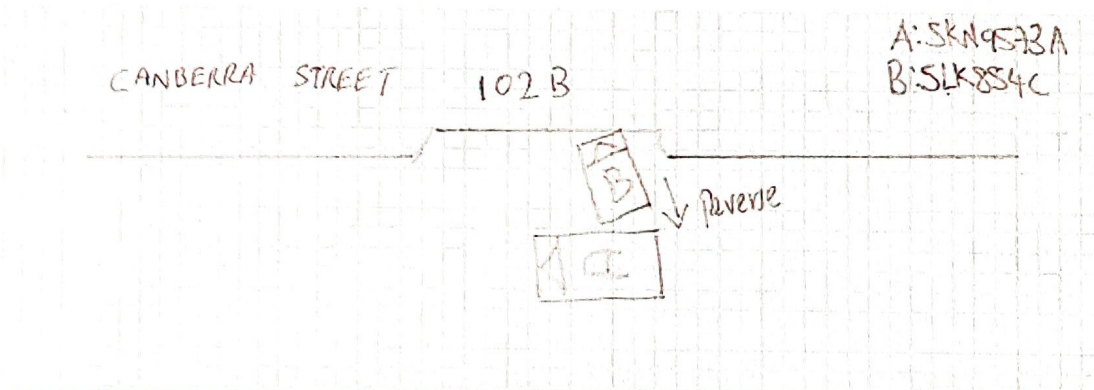 A: SKN9573A
CANBERRA STREET 102 B
B: SLK8854C
B
Reverse
A